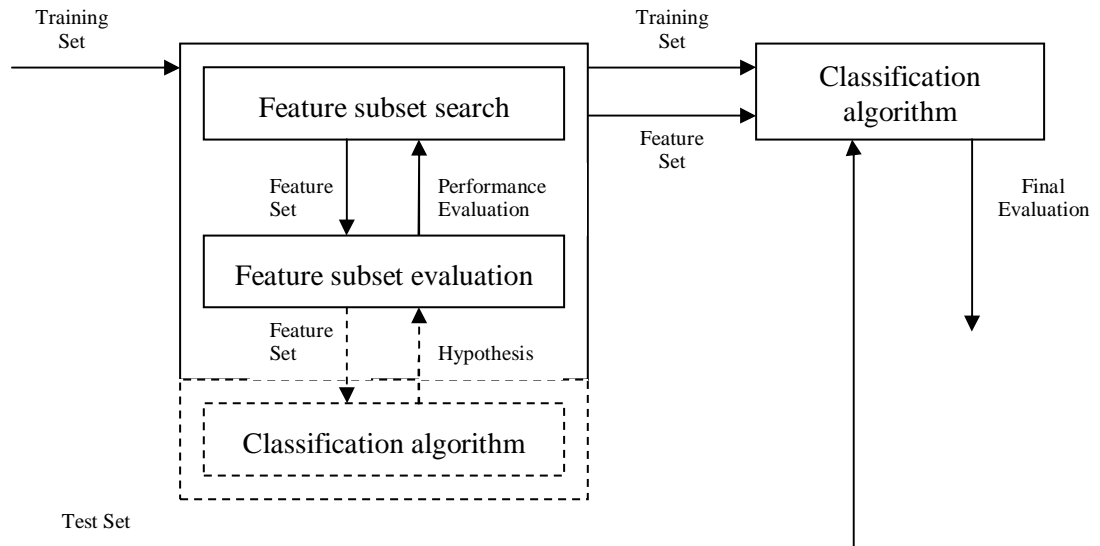 Training
Set
Training
Set
Classification
algorithm
Feature subset search
Feature
Set
Feature
Set
Performance
Evaluation
Final
Evaluation
Feature subset evaluation
Feature
Set
Hypothesis
Classification algorithm
Test Set